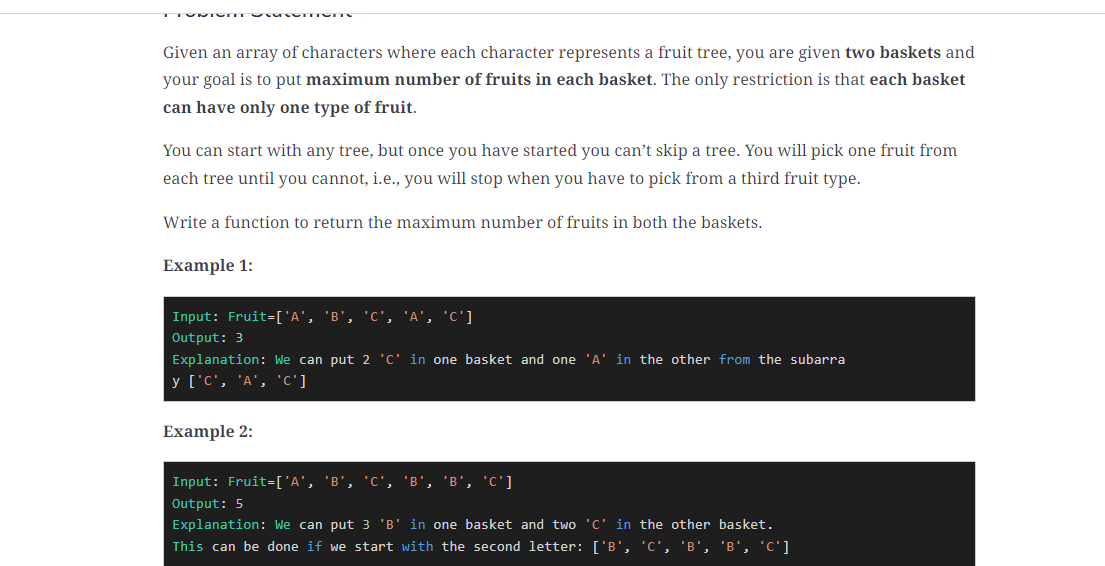 Problem Statement
Given an array of characters where each character represents a fruit tree, you are given two baskets and
your goal is to put maximum number of fruits in each basket. The only restriction is that each basket
can have only one type of fruit.
You can start with any tree, but once you have started you can’t skip a tree. You will pick one fruit from
each tree until you cannot, i.e., you will stop when you have to pick from a third fruit type.
Write a function to return the maximum number of fruits in both the baskets.
Example 1:
Input: Fruit=['A', 'B', 'C', 'A', 'C']
Output: 3
Explanation: We can put 2 'C' in one basket and one 'A' in the other from the subarra
y ['C', 'A', 'C']
Example 2:
Input: Fruit=['A', 'B', 'C', 'B', 'B', 'C']
Output: 5
Explanation: We can put 3 'B' in one basket and two 'C' in the other basket.
This can be done if we start with the second letter: ['B', 'C', 'B', 'B', 'C']